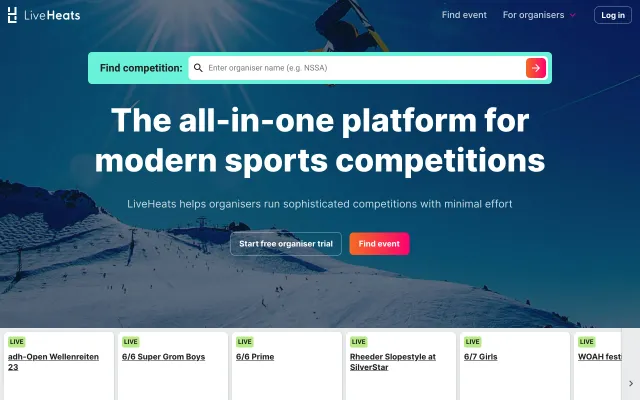 LiveHeats
Find event
For organisers
Log in
Find competition:
Enter organiser name (e.g. NSSA)
The all-in-one platform for
modern sports competitions
LiveHeats helps organisers run sophisticated competitions with minimal effort
Start free organiser trial
Find event
LIVE
adh-Open Wellenreiten
23
LIVE
6/6 Super Grom Boys
LIVE
6/6 Prime
LIVE
Rheeder Slopestyle at
SilverStar
LIVE
6/7 Girls
LIVE
WOAH fest